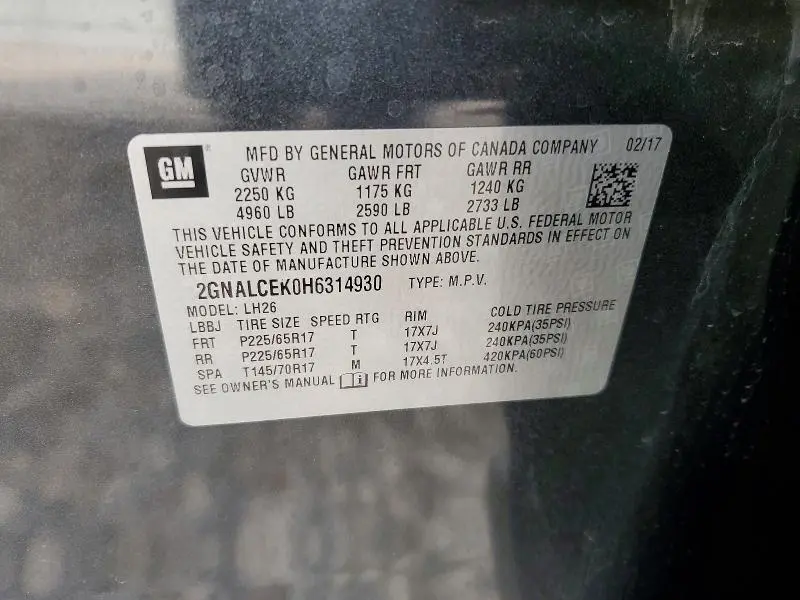 GM
MFD BY GENERAL MOTORS OF CANADA COMPANY 02/17
GVWR GAWR FRT GAWR RR
2250 KG 1175 KG 1240 KG
4960 LB 2590 LB 2733 LB
THIS VEHICLE CONFORMS TO ALL APPLICABLE U.S. FEDERAL MOTOR
VEHICLE SAFETY AND THEFT PREVENTION STANDARDS IN EFFECT ON
THE DATE OF MANUFACTURE SHOWN ABOVE.
2GNALCEK0H6314930 TYPE: M.P.V.
MODEL: LH26
LBBJ TIRE SIZE SPEED RTG RIM COLD TIRE PRESSURE
FRT P225/65R17 T 17X7J 240KPA(35PSI)
RR P225/65R17 T 17X7J 240KPA(35PSI)
SPA T145/70R17 M 17X4.5T 420KPA(60PSI)
SEE OWNER'S MANUAL i FOR MORE INFORMATION.